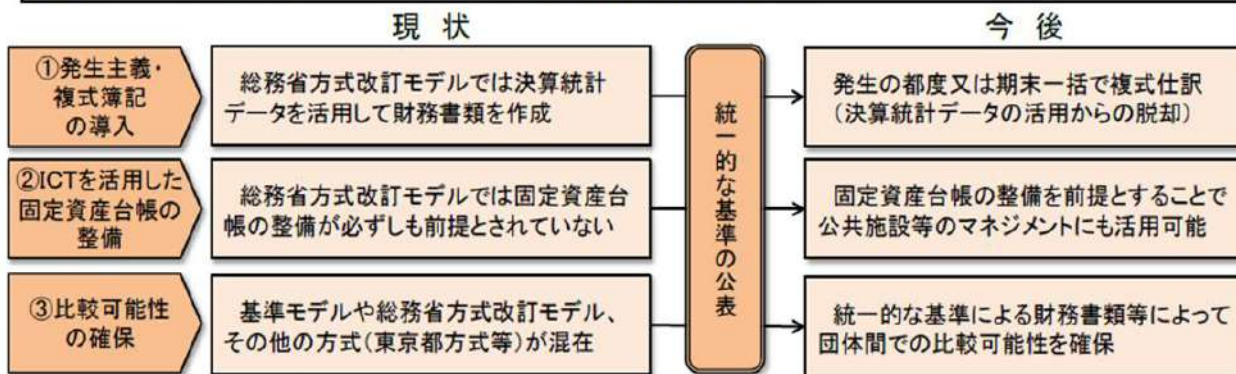 現 状
今 後
①発生主義・
複式簿記
の導入
総務省方式改訂モデルでは決算統計
データを活用して財務書類を作成
発生の都度又は期末一括で複式仕訳
(決算統計データの活用からの脱却)
②ICTを活用した
固定資産台帳の
整備
総務省方式改訂モデルでは固定資産台
帳の整備が必ずしも前提とされていない
固定資産台帳の整備を前提とすることで
公共施設等のマネジメントにも活用可能
③比較可能性
の確保
基準モデルや総務省方式改訂モデル、
その他の方式(東京都方式等)が混在
統一的な基準による財務書類等によって
団体間での比較可能性を確保
統一的な基準の公表